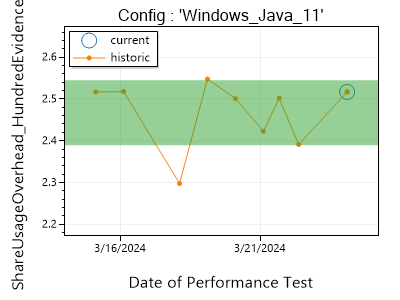 Config : 'Windows_Java_11'
current
historic
2.6
2.5
2.4
2.3
2.2
ShareUsageOverhead_HundredEvidence
3/16/2024
3/21/2024
Date of Performance Test